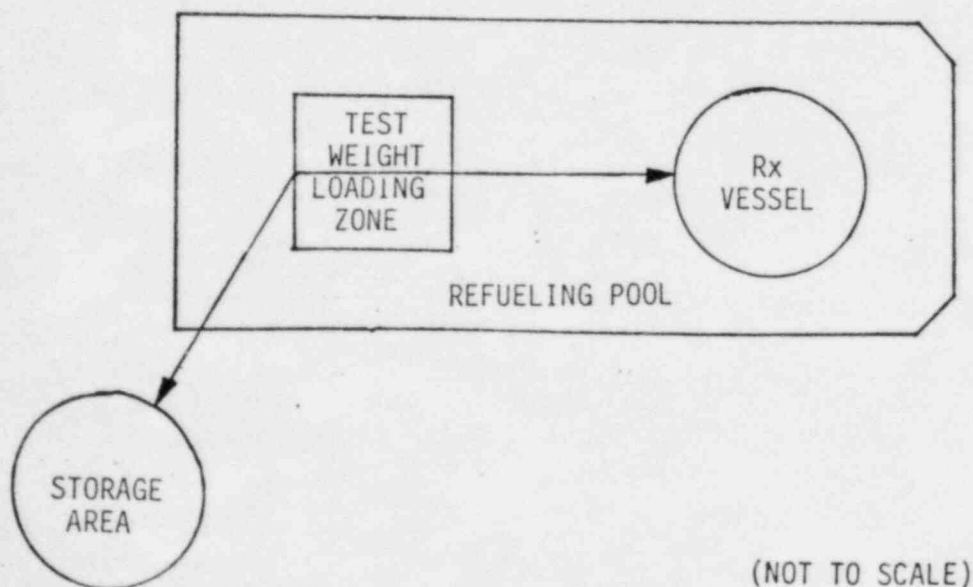 TEST
WEIGHT
LOADING
ZONE
Rx
VESSEL
REFUELING POOL
STORAGE
AREA
(NOT TO SCALE)